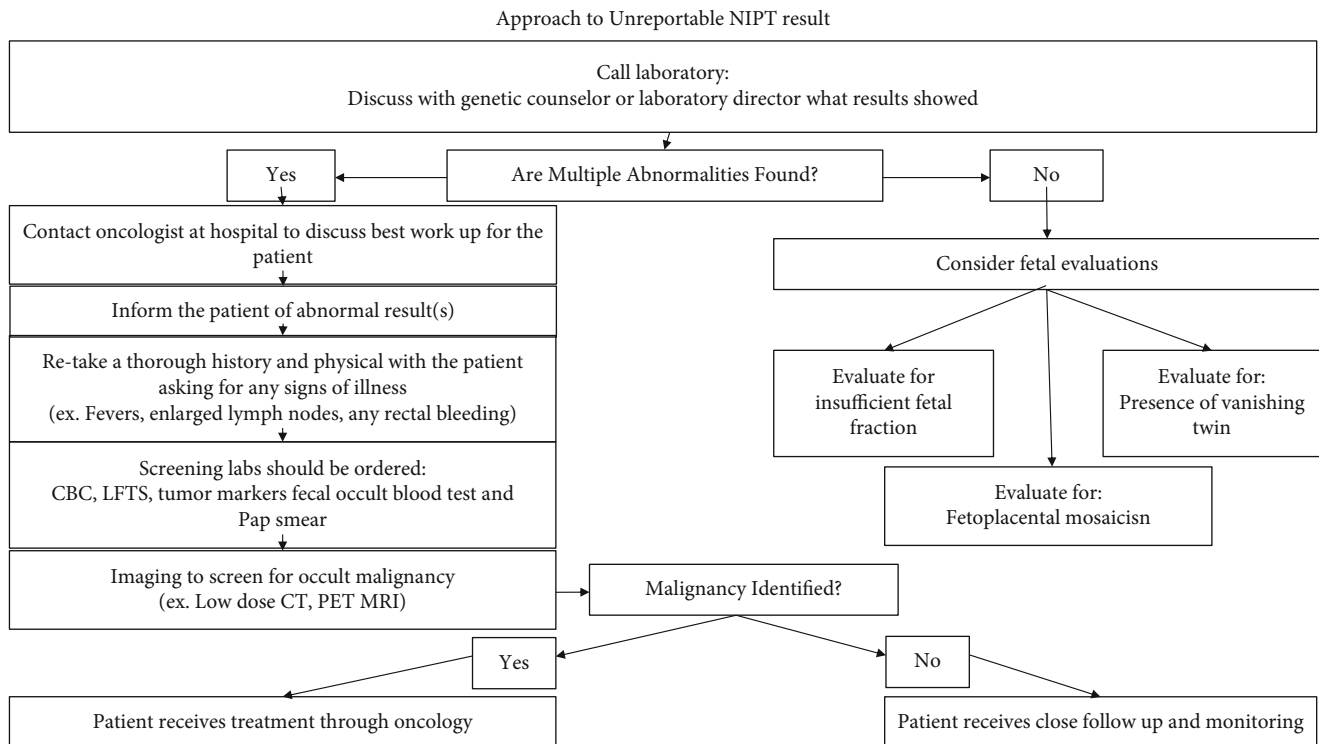 Approach to Unreportable NIPT result
Call laboratory:
Discuss with genetic counselor or laboratory director what results showed
Are Multiple Abnormalities Found?
Yes
No
Contact oncologist at hospital to discuss best work up for the
patient
Inform the patient of abnormal result(s)
Re-take a thorough history and physical with the patient
asking for any signs of illness
(ex. Fevers, enlarged lymph nodes, any rectal bleeding)
Screening labs should be ordered:
CBC, LFTS, tumor markers fecal occult blood test and
Pap smear
Imaging to screen for occult malignancy
(ex. Low dose CT, PET MRI)
Consider fetal evaluations
Evaluate for
insufficient fetal
fraction
Evaluate for:
Fetoplacental mosaicisn
Evaluate for:
Presence of vanishing
twin
Malignancy Identified?
Yes
No
Patient receives treatment through oncology
Patient receives close follow up and monitoring